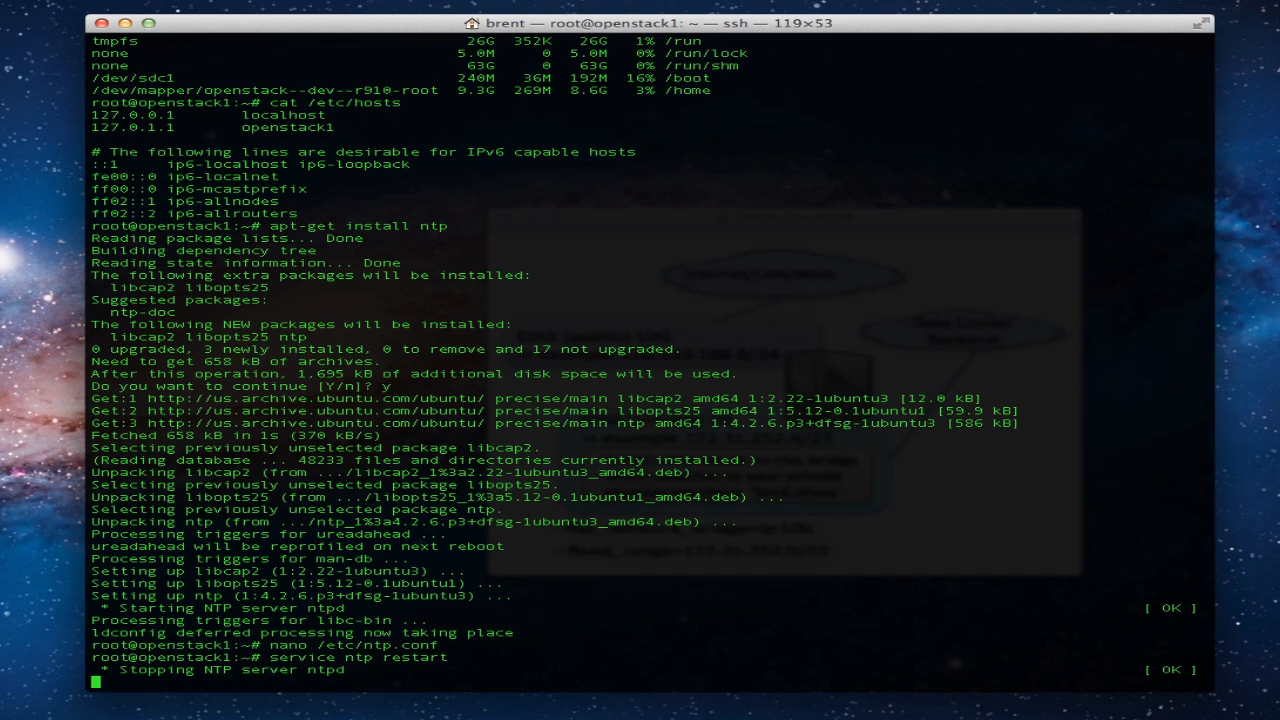 brent — root@openstack1: ~ — ssh — 119×53
tmpfs 26G 352K 26G 1% /run
none 5.0M 0 5.0M 0% /run/lock
none 63G 0 63G 0% /run/shm
/dev/sdc1 240M 36M 192M 16% /boot
/dev/mapper/openstack--dev--r910-root 9.3G 269M 8.6G 3% /home
root@openstack1:~# cat /etc/hosts
127.0.0.1 localhost
127.0.1.1 openstack1
# The following lines are desirable for IPv6 capable hosts
::1 ip6-localhost ip6-loopback
fe00::0 ip6-localnet
ff00::0 ip6-mcastprefix
ff02::1 ip6-allnodes
ff02::2 ip6-allrouters
root@openstack1:~# apt-get install ntp
Reading package lists... Done
Building dependency tree
Reading state information... Done
The following extra packages will be installed:
libcap2 libopts25
Suggested packages:
ntp-doc
The following NEW packages will be installed:
libcap2 libopts25 ntp
0 upgraded, 3 newly installed, 0 to remove and 17 not upgraded.
Need to get 658 kB of archives.
After this operation, 1,695 kB of additional disk space will be used.
Do you want to continue [Y/n]? y
Get:1 http://us.archive.ubuntu.com/ubuntu/ precise/main libcap2 amd64 1:2.22-1ubuntu3 [12.0 kB]
Get:2 http://us.archive.ubuntu.com/ubuntu/ precise/main libopts25 amd64 1:5.12-0.1ubuntu1 [59.9 kB]
Get:3 http://us.archive.ubuntu.com/ubuntu/ precise/main ntp amd64 1:4.2.6.p3+dfsg-1ubuntu3 [586 kB]
Fetched 658 kB in 1s (370 kB/s)
Selecting previously unselected package libcap2.
(Reading database ... 48233 files and directories currently installed.)
Unpacking libcap2 (from .../libcap2_1%3a2.22-1ubuntu3_amd64.deb) ...
Selecting previously unselected package libopts25.
Unpacking libopts25 (from .../libopts25_1%3a5.12-0.1ubuntu1_amd64.deb) ...
Selecting previously unselected package ntp.
Unpacking ntp (from .../ntp_1%3a4.2.6.p3+dfsg-1ubuntu3_amd64.deb) ...
Processing triggers for ureadahead ...
ureadahead will be reprofiled on next reboot
Processing triggers for man-db ...
Setting up libcap2 (1:2.22-1ubuntu3) ...
Setting up libopts25 (1:5.12-0.1ubuntu1) ...
Setting up ntp (1:4.2.6.p3+dfsg-1ubuntu3) ...
* Starting NTP server ntpd [ OK ]
Processing triggers for libc-bin ...
ldconfig deferred processing now taking place
root@openstack1:~# nano /etc/ntp.conf
root@openstack1:~# service ntp restart
* Stopping NTP server ntpd [ OK ]